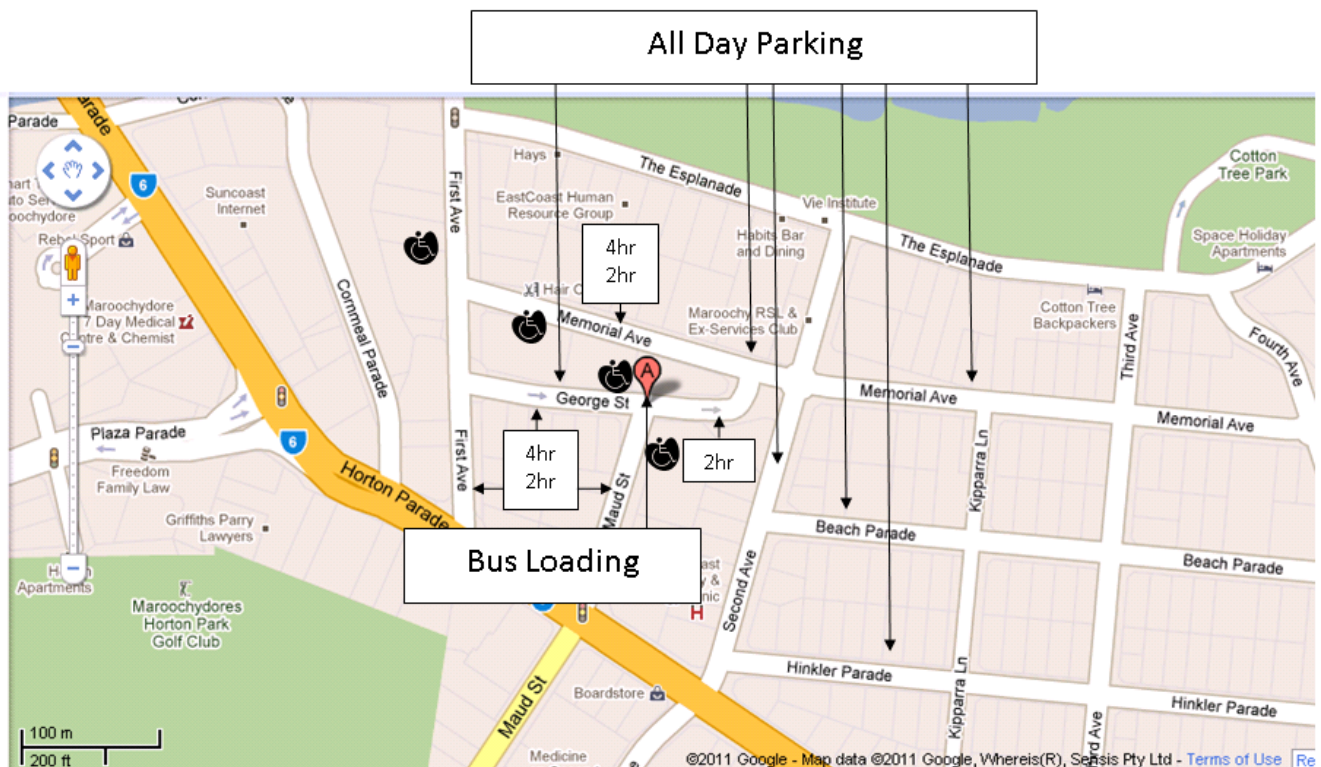 All Day Parking
Parade
arade
6
Hays
The Esplanade
Cotton
Tree Park
Suncoast
Internet
First Ave
EastCoast Human
Resource Group
Vie Institute
Habits Bar
and Dining
The Esplanade
Space Holiday
Apartments
Rebel Sport
4hr
2hr
Maroochydore
7 Day Medical
Centre & Chemist
Commeal Parade
Hair
Memorial Ave
Maroochy RSL &
Ex-Services Club
Cotton Tree
Backpackers
Third Ave
Fourth Ave
A
George St
Memorial Ave
Memorial Ave
Plaza Parade
6
Freedom
Family Law
Horton Parade
First Ave
4hr
2hr
2hr
Maud St
Kipparra Ln
Griffiths Parry
Lawyers
Beach Parade
Beach Parade
Bus Loading
Apartments
Maroochydores
Horton Park
Golf Club
Second Ave
H
Hinkler Parade
Hinkler Parade
Kipparra Ln
Maud St
Boardstore
100 m
200 ft
Medicine
©2011 Google - Map data ©2011 Google, Whereis(R), Sensis Pty Ltd - Terms of Use